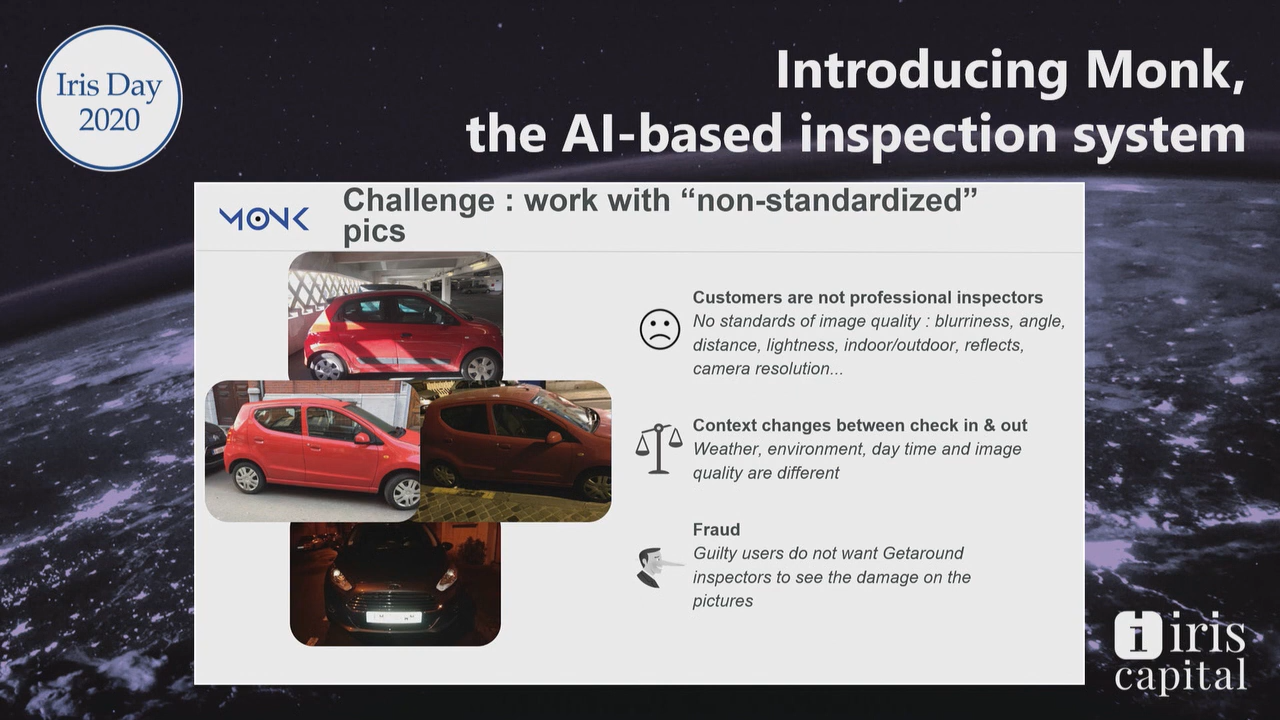 Iris Day
2020
Introducing Monk,
the AI-based inspection system
MONK
Challenge : work with “non-standardized”
pics
Customers are not professional inspectors
No standards of image quality : blurriness, angle,
distance, lightness, indoor/outdoor, reflects,
camera resolution...
Context changes between check in & out
Weather, environment, day time and image
quality are different
Fraud
Guilty users do not want Getaround
inspectors to see the damage on the
pictures
iris
capital